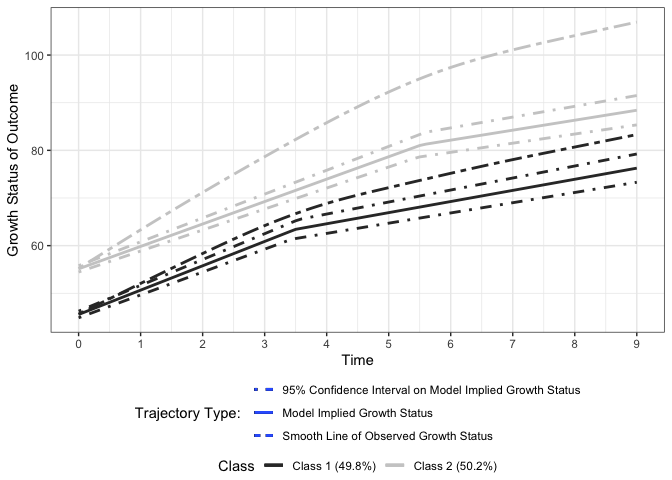 Growth Status of Outcome
100
80
60
0 1 2 3 4 5 6 7 8 9
Time
Trajectory Type:
95% Confidence Interval on Model Implied Growth Status
Model Implied Growth Status
Smooth Line of Observed Growth Status
Class Class 1 (49.8%) Class 2 (50.2%)